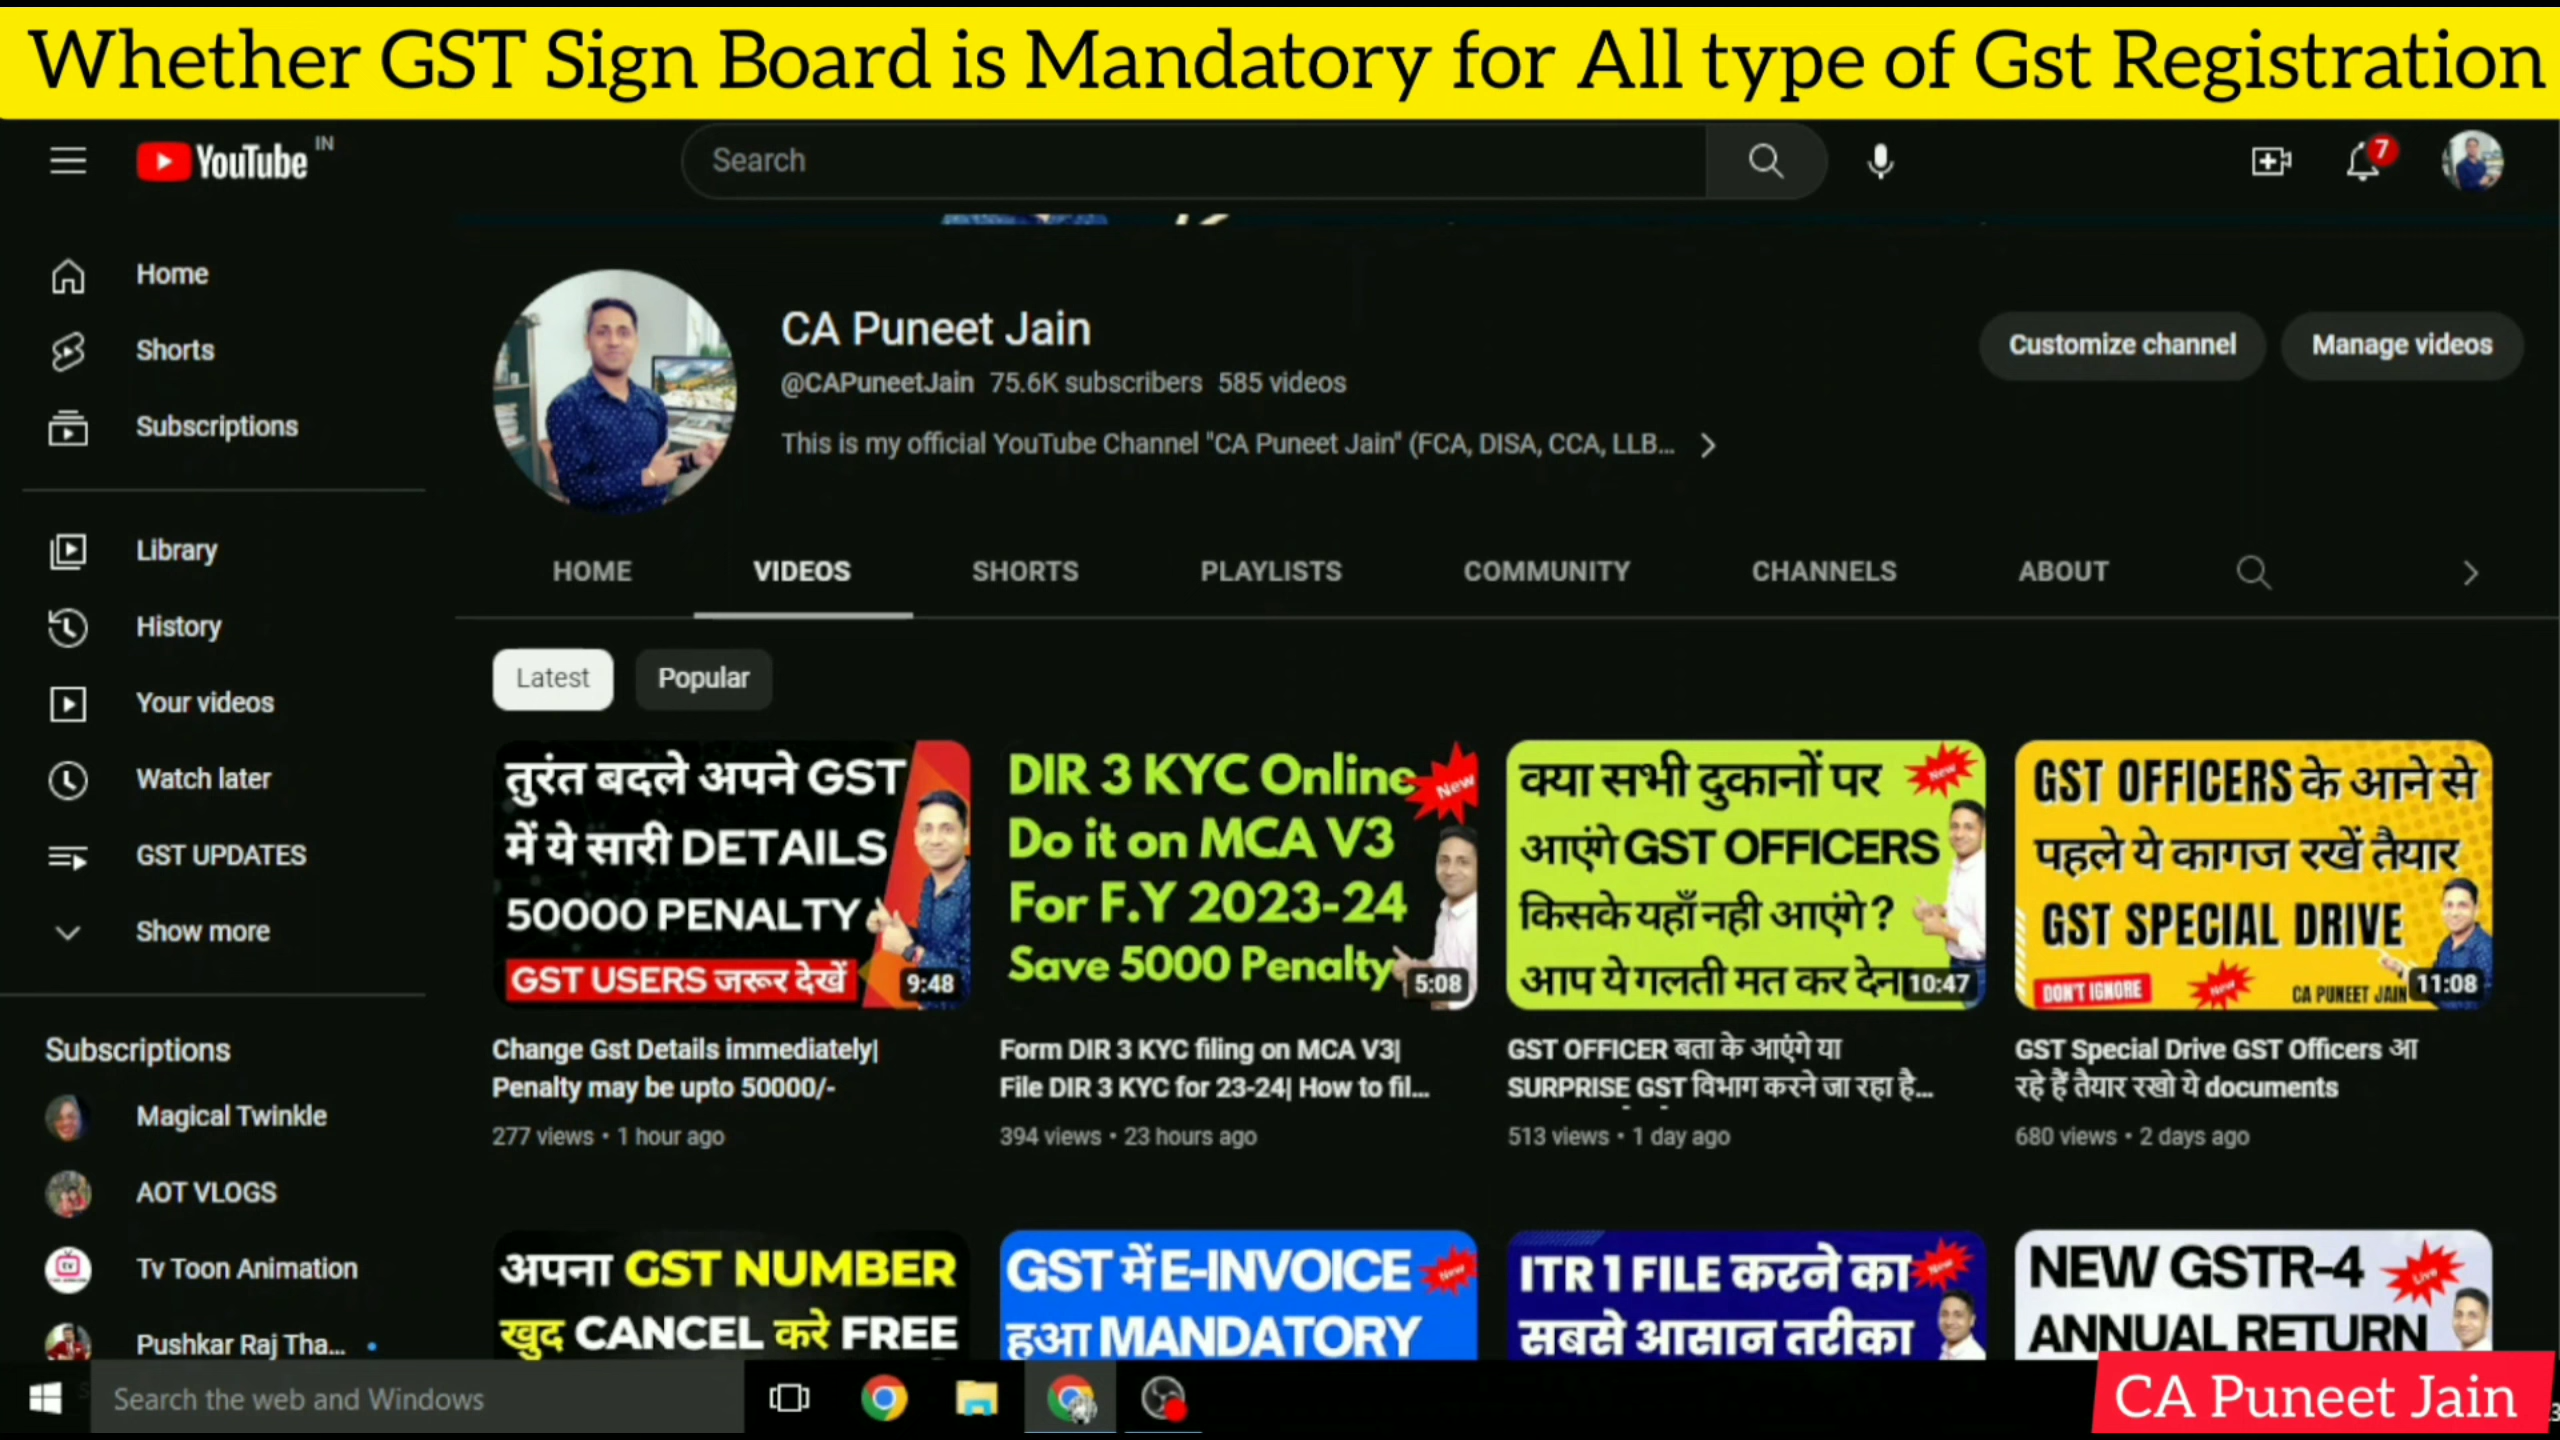 Whether GST Sign Board is Mandatory for All type of Gst Registration
YouTube IN
Search
7
Home
Shorts
Subscriptions
Library
History
Your videos
Watch later
GST UPDATES
Show more
Subscriptions
Magical Twinkle
AOT VLOGS
Tv Toon Animation
Pushkar Raj Tha...
CA Puneet Jain
@CAPuneetJain 75.6K subscribers 585 videos
This is my official YouTube Channel "CA Puneet Jain" (FCA, DISA, CCA, LLB...
Customize channel
Manage videos
HOME VIDEOS SHORTS PLAYLISTS COMMUNITY CHANNELS ABOUT
Latest Popular
तुरंत बदले अपने GST
में ये सारी DETAILS
50000 PENALTY
GST USERS जरूर देखें
9:48
Change Gst Details immediately|
Penalty may be upto 50000/-
277 views • 1 hour ago
DIR 3 KYC Online
New
Do it on MCA V3
For F.Y 2023-24
Save 5000 Penalty
5:08
Form DIR 3 KYC filing on MCA V3|
File DIR 3 KYC for 23-24| How to fil...
394 views • 23 hours ago
क्या सभी दुकानों पर
New
आएंगे GST OFFICERS
किसके यहाँ नही आएंगे ?
आप ये गलती मत कर देना
10:47
GST OFFICER बता के आएंगे या
SURPRISE GST विभाग करने जा रहा है...
513 views • 1 day ago
GST OFFICERS के आने से
पहले ये कागज रखें तैयार
GST SPECIAL DRIVE
DON'T IGNORE
New
CA PUNEET JAIN
11:08
GST Special Drive GST Officers आ
रहे हैं तैयार रखो ये documents
680 views • 2 days ago
अपना GST NUMBER
खुद CANCEL करे FREE
GST में E-INVOICE
New
हुआ MANDATORY
ITR 1 FILE करने का
New
सबसे आसान तरीका
NEW GSTR-4
Live
ANNUAL RETURN
Search the web and Windows
CA Puneet Jain